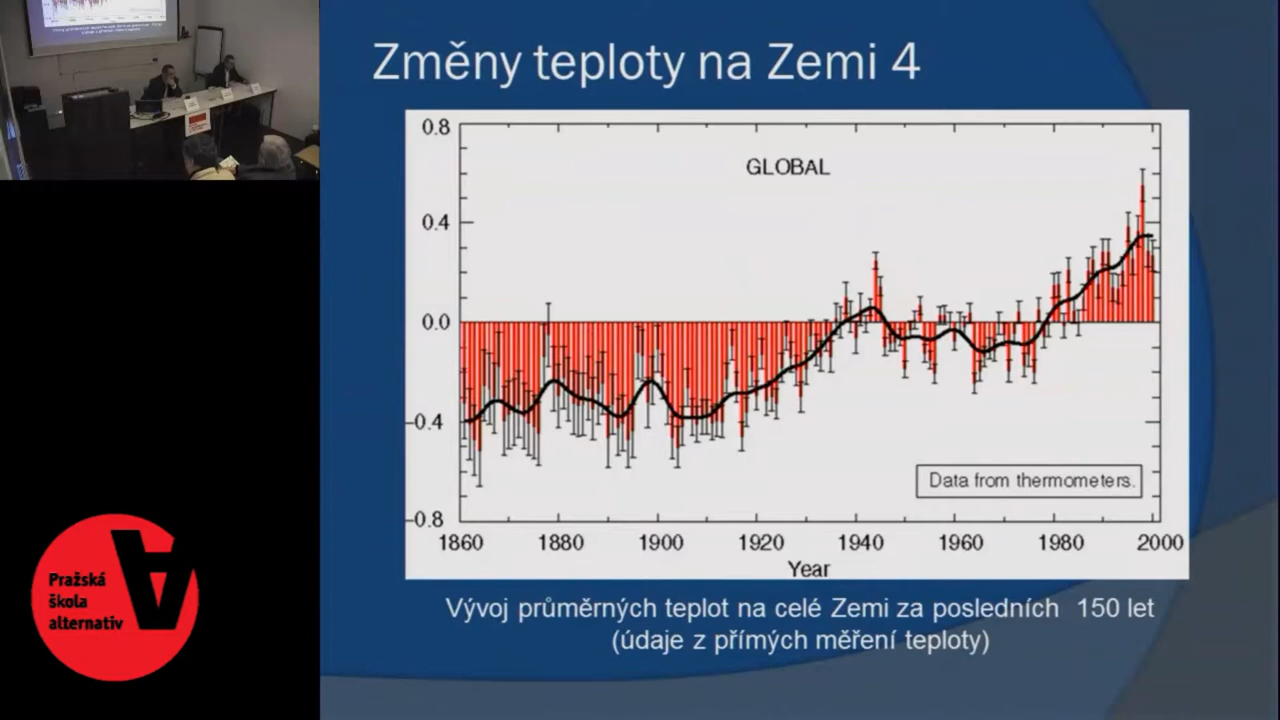 Změny teploty na Zemi 4
0.8
GLOBAL
0.4
0.0
-0.4
Data from thermometers.
-0.8
1860 1880 1900 1920 1940 1960 1980 2000
Year
Vývoj průměrných teplot na celé Zemi za posledních 150 let
(údaje z přímých měření teploty)
Pražská
škola
alternativ